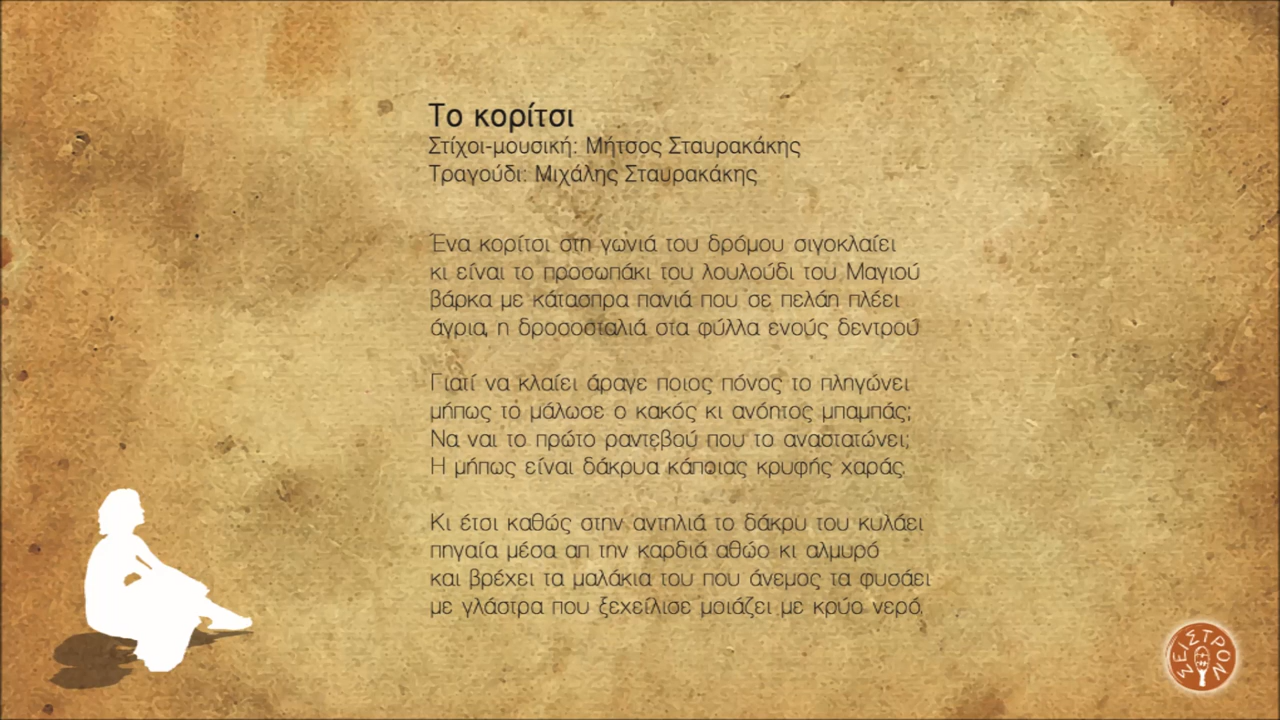 Το κορίτσι
Στίχοι-μουσική: Μήτσος Σταυρακάκης
Τραγούδι: Μιχάλης Σταυρακάκης
Ένα κορίτσι στη γωνιά του δρόμου σιγοκλαίει
κι είναι το προσωπάκι του λουλούδι του Μαγιού
βάρκα με κάτασπρα πανιά που σε πελάη πλέει
άγρια, η δροσοσταλιά στα φύλλα ενούς δεντρού
Γιατί να κλαίει άραγε ποιος πόνος το πληγώνει
μήπως το μάλωσε ο κακός κι ανόητος μπαμπάς;
Να ναι το πρώτο ραντεβού που το αναστατώνει;
Η μήπως είναι δάκρυα κάποιας κρυφής χαράς.
Κι έτσι καθώς στην αντηλιά το δάκρυ του κυλάει
πηγαία μέσα απ την καρδιά αθώο κι αλμυρό
και βρέχει τα μαλάκια του που άνεμος τα φυσάει
με γλάστρα που ξεχείλισε μοιάζει με κρύο νερό.
ΣΕΙΣΤΡΟΝ